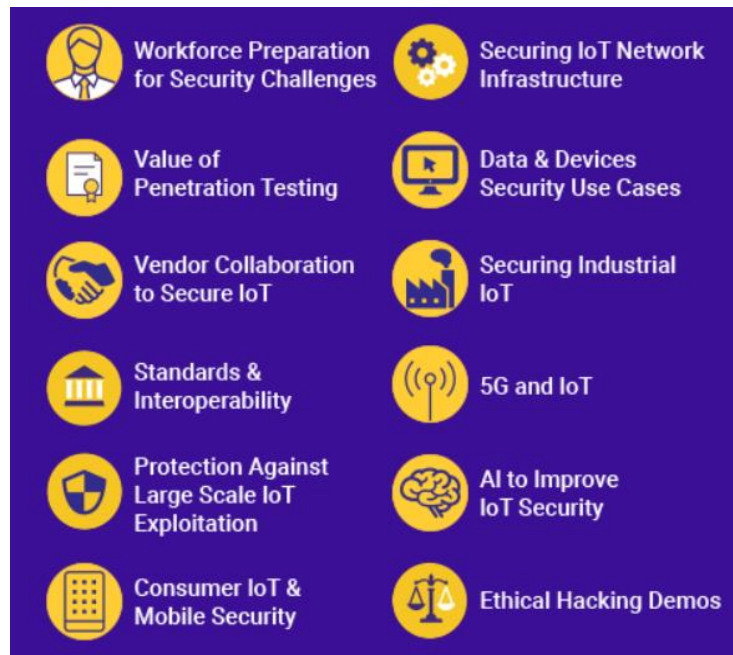 Workforce Preparation
for Security Challenges
Securing IoT Network
Infrastructure
Value of
Penetration Testing
Data & Devices
Security Use Cases
Vendor Collaboration
to Secure IoT
Securing Industrial
IoT
Standards &
Interoperability
5G and IoT
Protection Against
Large Scale IoT
Exploitation
AI to Improve
IoT Security
Consumer IoT &
Mobile Security
Ethical Hacking Demos